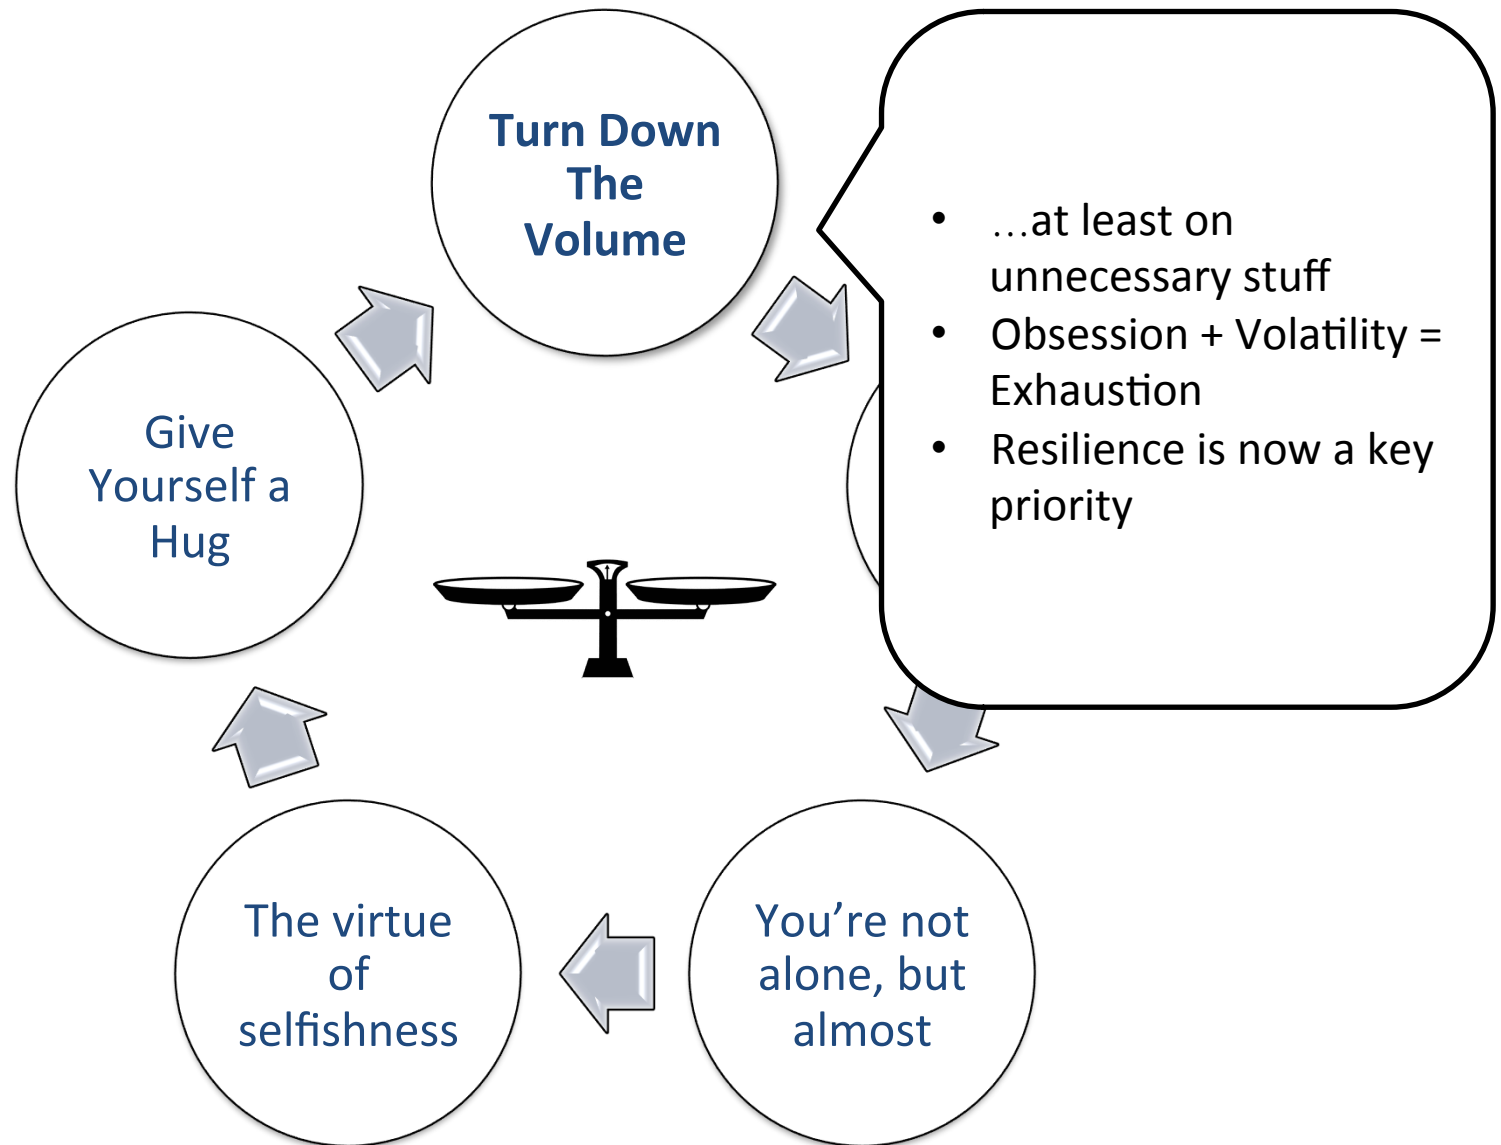 Turn Down
The
Volume
• …at least on
unnecessary stuff
• Obsession + Volatility =
Exhaustion
• Resilience is now a key
priority
You’re not
alone, but
almost
The virtue
of
selfishness
Give
Yourself a
Hug